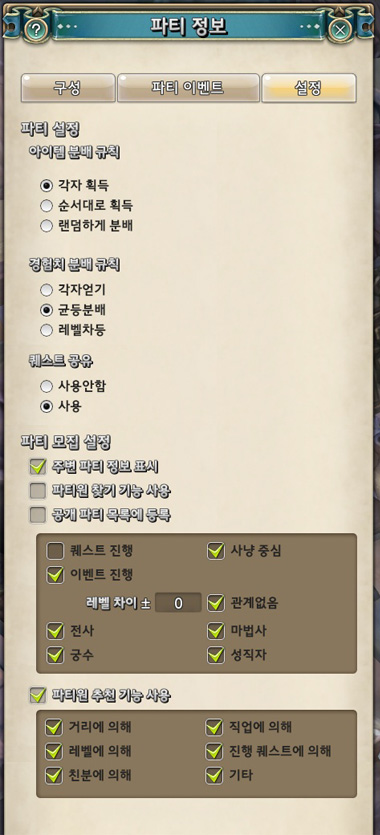 ? 파티 정보
구성 파티 이벤트 설정
파티 설정
아이템 분배 규칙
각자 획득
순서대로 획득
랜덤하게 분배
경험치 분배 규칙
각자얻기
균등분배
레벨차등
퀘스트 공유
사용안함
사용
파티 모집 설정
주변 파티 정보 표시
파티원 찾기 기능 사용
공개 파티 목록에 등록
퀘스트 진행 사냥 중심
이벤트 진행
레벨 차이 ± 0 관계없음
전사 마법사
궁수 성직자
파티원 추천 기능 사용
거리에 의해 직업에 의해
레벨에 의해 진행 퀘스트에 의해
친분에 의해 기타